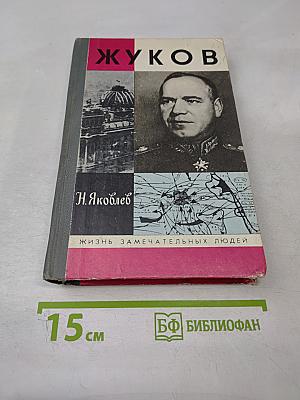 ЖУКОВ
Н. Яковлев
ЖИЗНЬ ЗАМЕЧАТЕЛЬНЫХ ЛЮДЕЙ
15 см
БФ БИБЛИОФАН